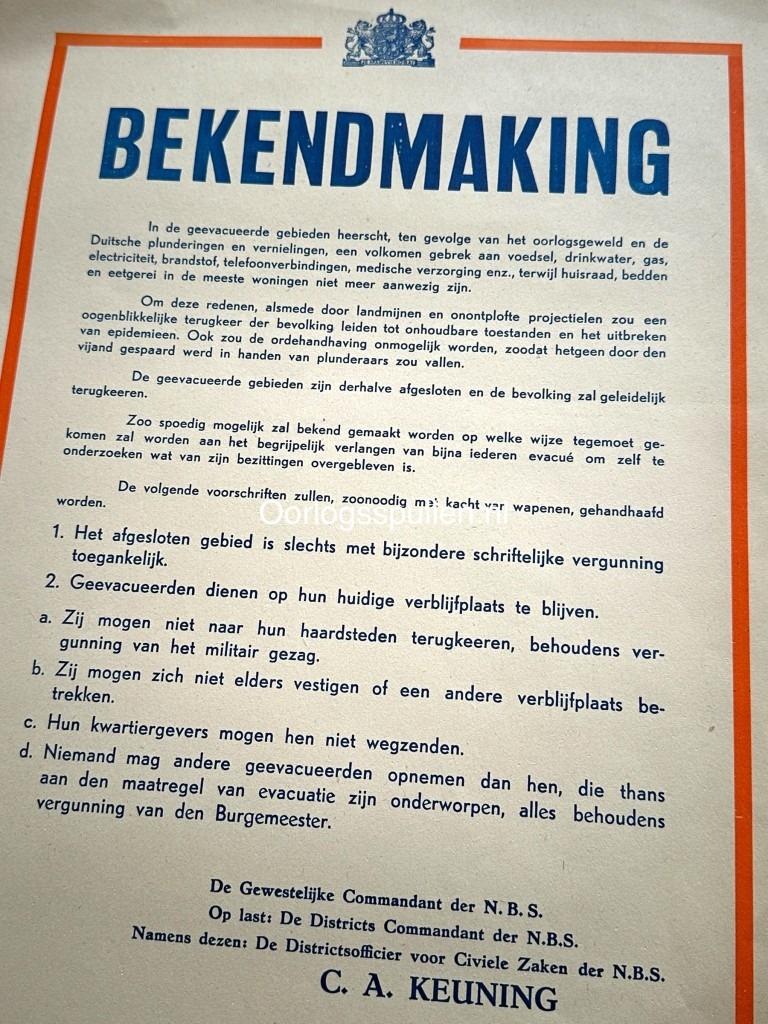 JE MAINTIENDRAI
BEKENDMAKING
In de geevacueerde gebieden heerscht, ten gevolge van het oorlogsgeweld en de
Duitsche plunderingen en vernielingen, een volkomen gebrek aan voedsel, drinkwater, gas,
electriciteit, brandstof, telefoonverbindingen, medische verzorging enz., terwijl huisraad, bedden
en eetgerei in de meeste woningen niet meer aanwezig zijn.
Om deze redenen, alsmede door landmijnen en onontplofte projectielen zou een
oogenblikkelijke terugkeer der bevolking leiden tot onhoudbare toestanden en het uitbreken
van epidemieen. Ook zou de ordehandhaving onmogelijk worden, zoodat hetgeen door den
vijand gespaard werd in handen van plunderaars zou vallen.
De geevacueerde gebieden zijn derhalve afgesloten en de bevolking zal geleidelijk
terugkeeren.
Zoo spoedig mogelijk zal bekend gemaakt worden op welke wijze tegemoet ge-
komen zal worden aan het begrijpelijk verlangen van bijna iederen evacué om zelf te
onderzoeken wat van zijn bezittingen overgebleven is.
De volgende voorschriften zullen, zoonoodig met kracht van wapenen, gehandhaafd
worden.
Oorlogsspullen.nl
1. Het afgesloten gebied is slechts met bijzondere schriftelijke vergunning
toegankelijk.
2. Geevacueerden dienen op hun huidige verblijfplaats te blijven.
a. Zij mogen niet naar hun haardsteden terugkeeren, behoudens ver-
gunning van het militair gezag.
b. Zij mogen zich niet elders vestigen of een andere verblijfplaats be-
trekken.
c. Hun kwartiergevers mogen hen niet wegzenden.
d. Niemand mag andere geevacueerden opnemen dan hen, die thans
aan den maatregel van evacuatie zijn onderworpen, alles behoudens
vergunning van den Burgemeester.
De Gewestelijke Commandant der N.B.S.
Op last: De Districts Commandant der N.B.S.
Namens dezen: De Districtsofficier voor Civiele Zaken der N.B.S.
C. A. KEUNING